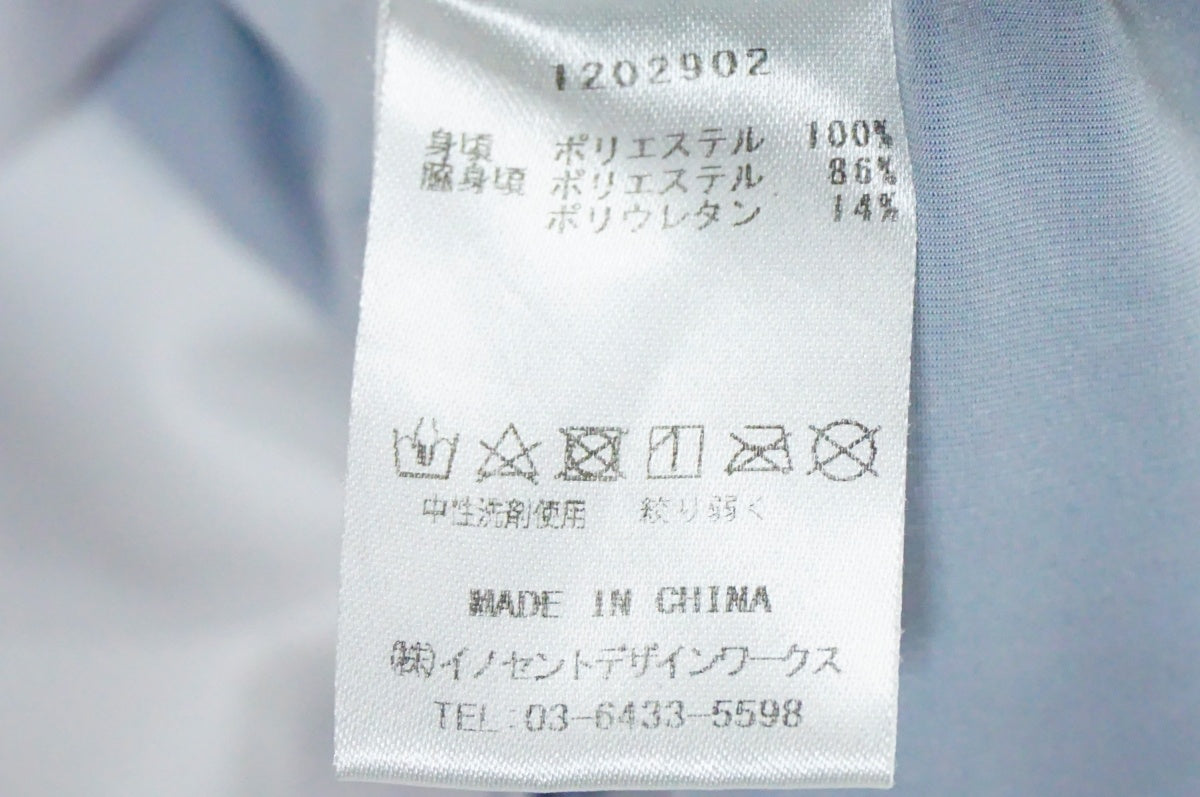 1202902
身頃 ポリエステル 100%
脇身頃 ポリエステル 86%
ポリウレタン 14%
中性洗剤使用 絞り弱く
MADE IN CHINA
㈱イノセントデザインワークス
TEL:03-6433-5598